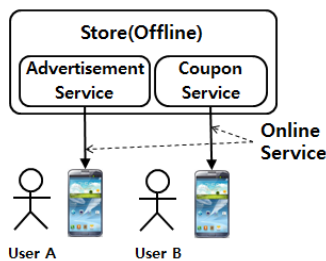 Store(Offline)
Advertisement Service
Coupon Service
Online Service
User A
User B